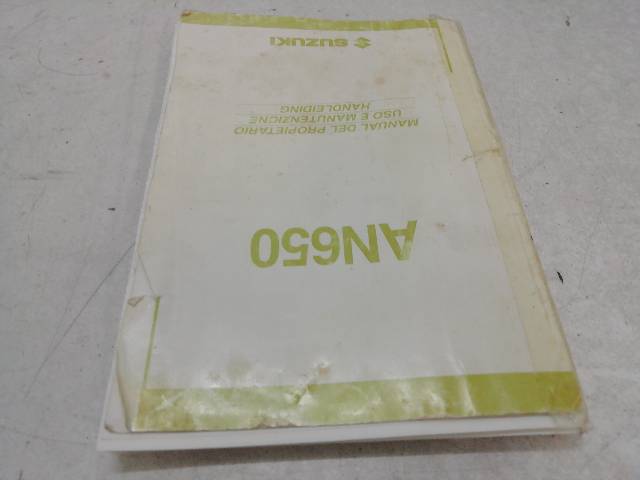 AN650
MANUAL DEL PROPIETARIO
USO E MANUTENZIONE
HANDLEIDING
SUZUKI